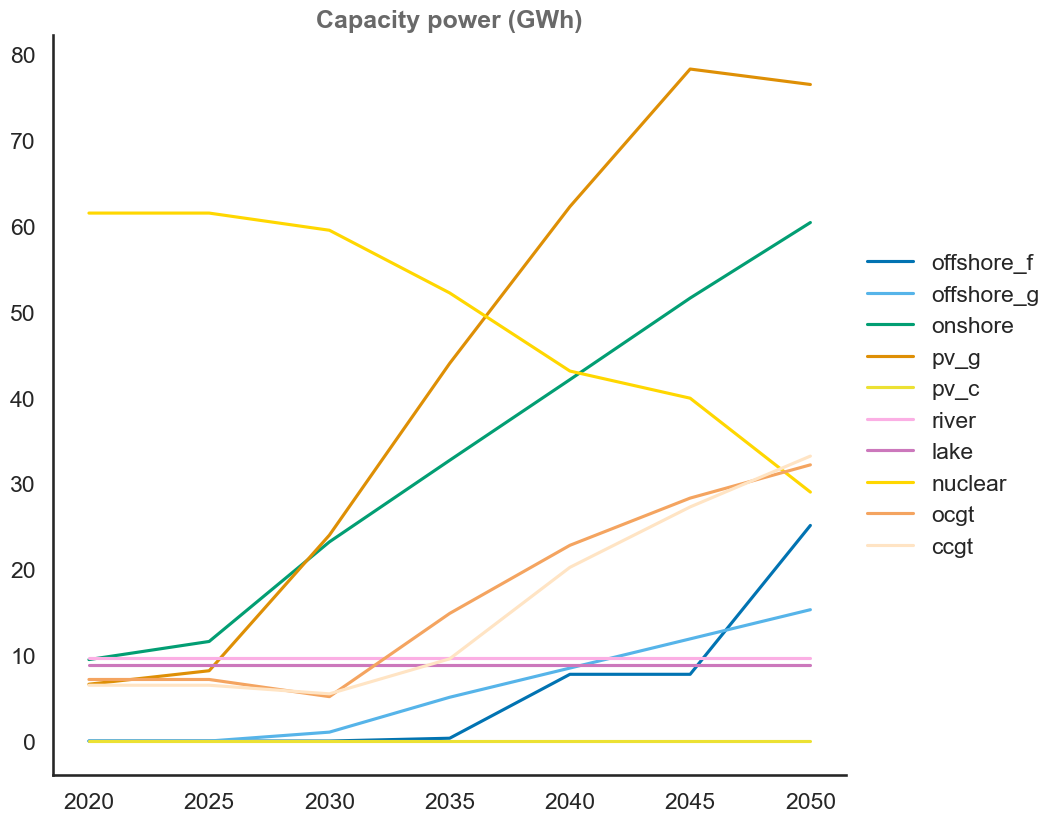 Capacity power (GWh)
80
70
60
50
40
30
20
10
0
2020 2025 2030 2035 2040 2045 2050
offshore_f
offshore_g
onshore
pv_g
pv_c
river
lake
nuclear
ocgt
ccgt